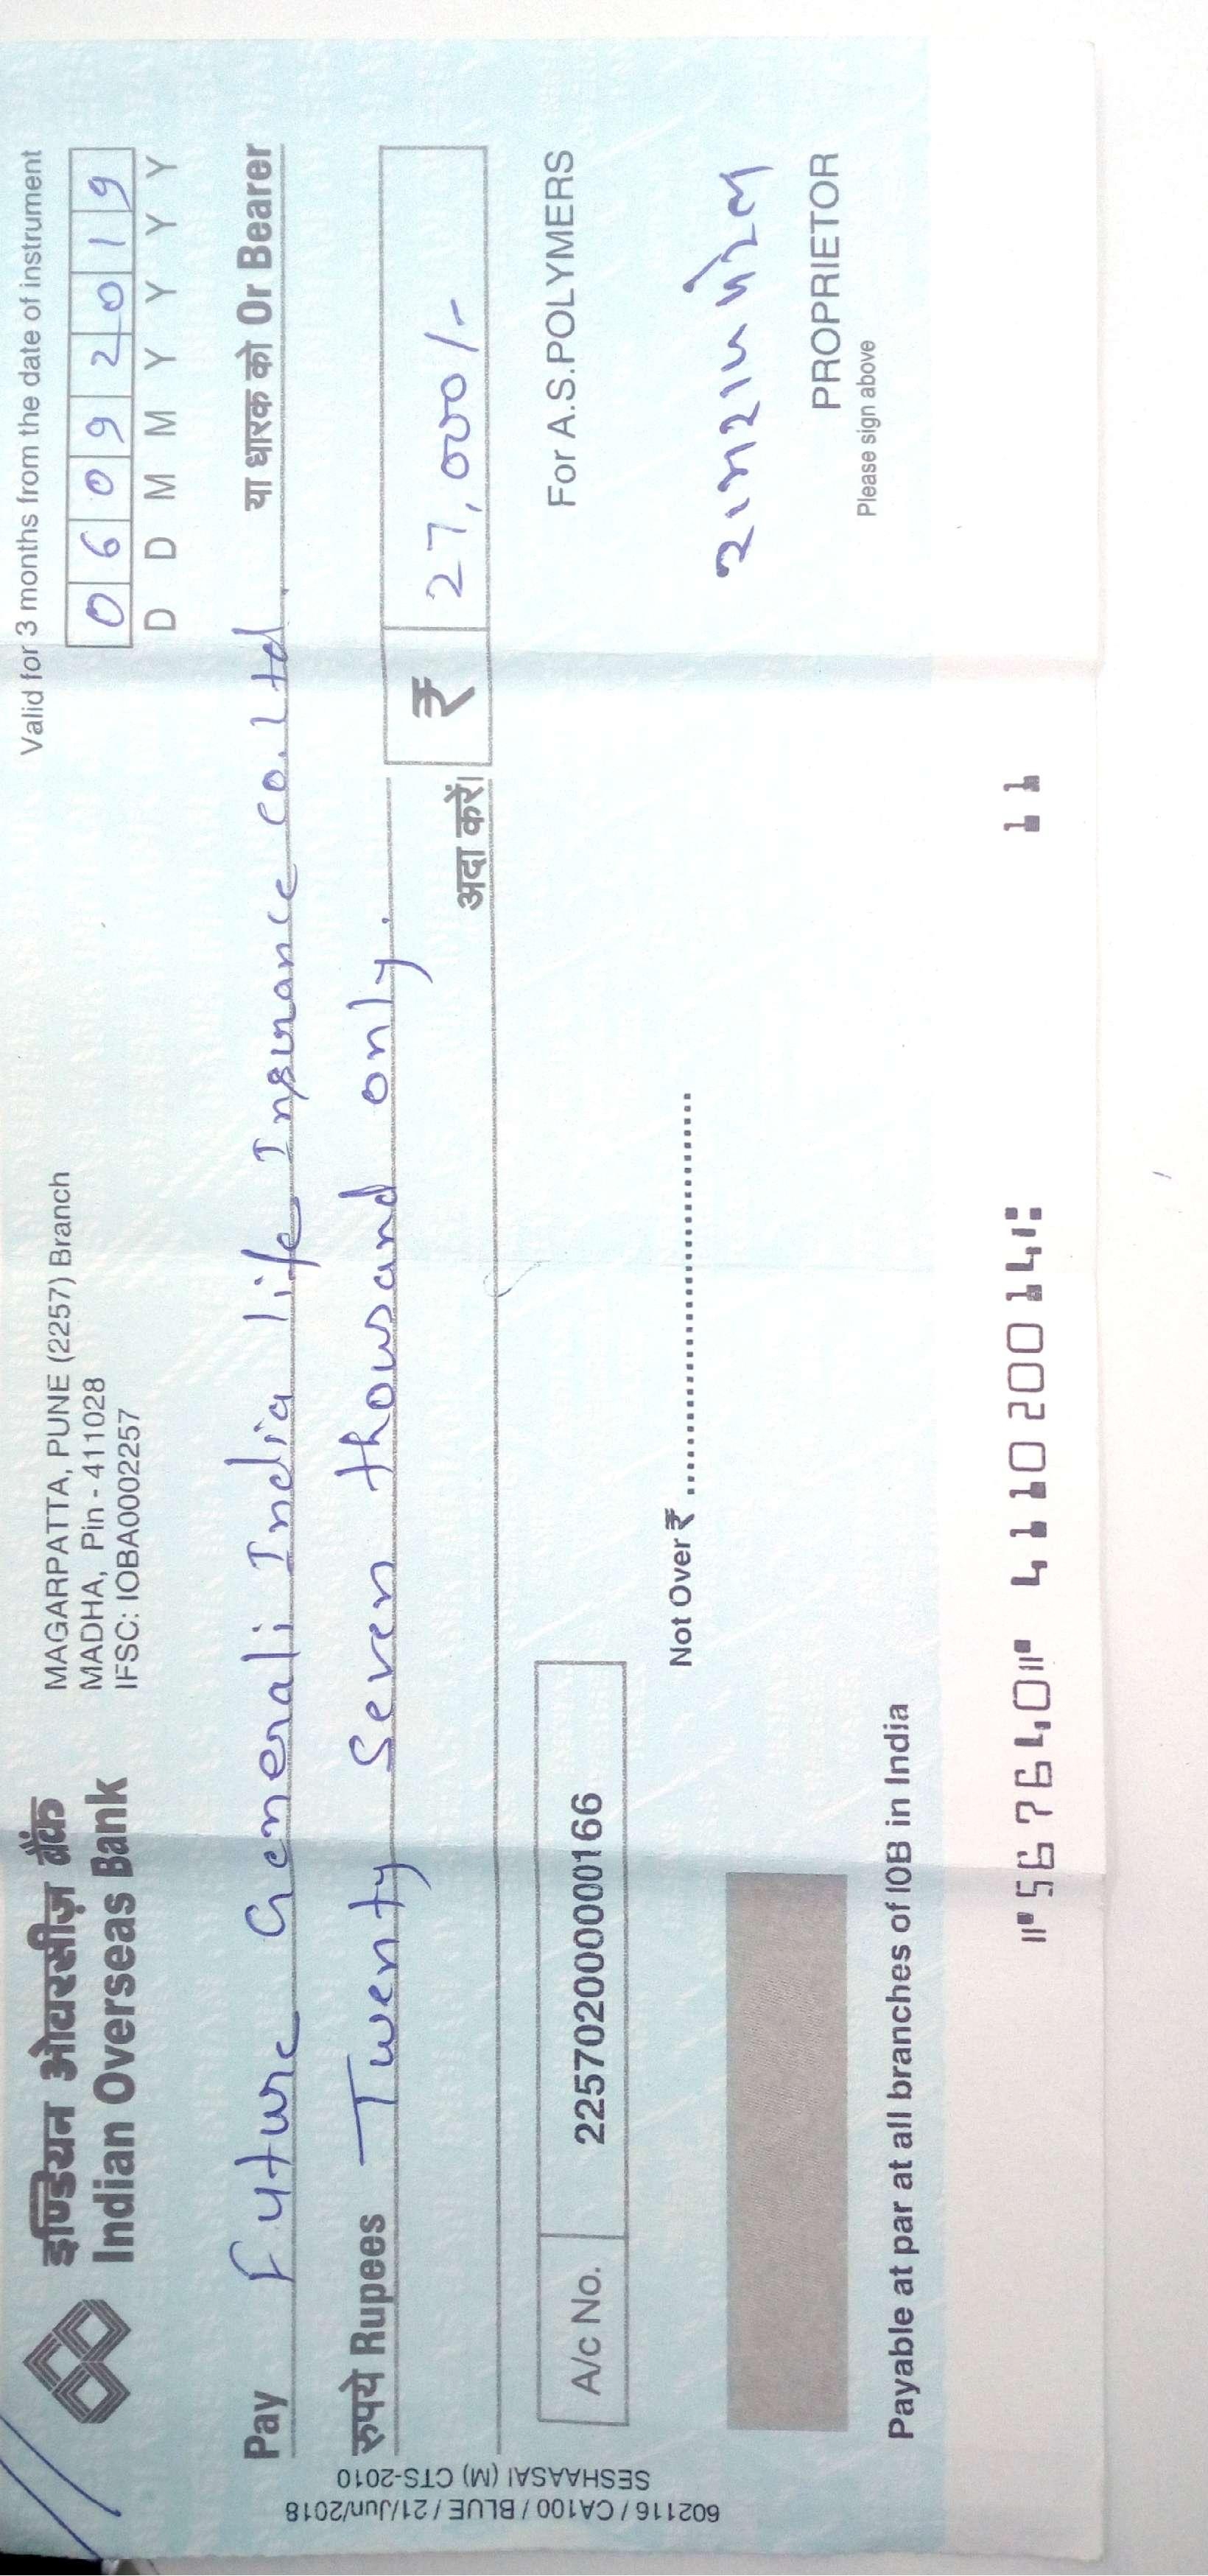 Valid for 3 months from the date of instrument
इण्डियन ओवरसीज़ बैंक
Indian Overseas Bank
MAGARPATTA, PUNE (2257) Branch
MADHA, Pin - 411028
IFSC: IOBA0002257
0 6 0 9 2 0 1 9
D D M M Y Y Y Y
Pay Future Generali India life Insurance co. Ltd. या धारक को Or Bearer
रुपये Rupees Twenty Seven thousand only.
अदा करें। ₹ 27,000/-
A/c No. 225702000000166
For A.S.POLYMERS
Not Over ₹ ........................................
PROPRIETOR
Please sign above
Payable at par at all branches of IOB in India
⑈567640⑈ 411020014⑆ 11
602116 / CA100 / BLUE / 21/Jun/2018
SESHAASAI (M) CTS-2010